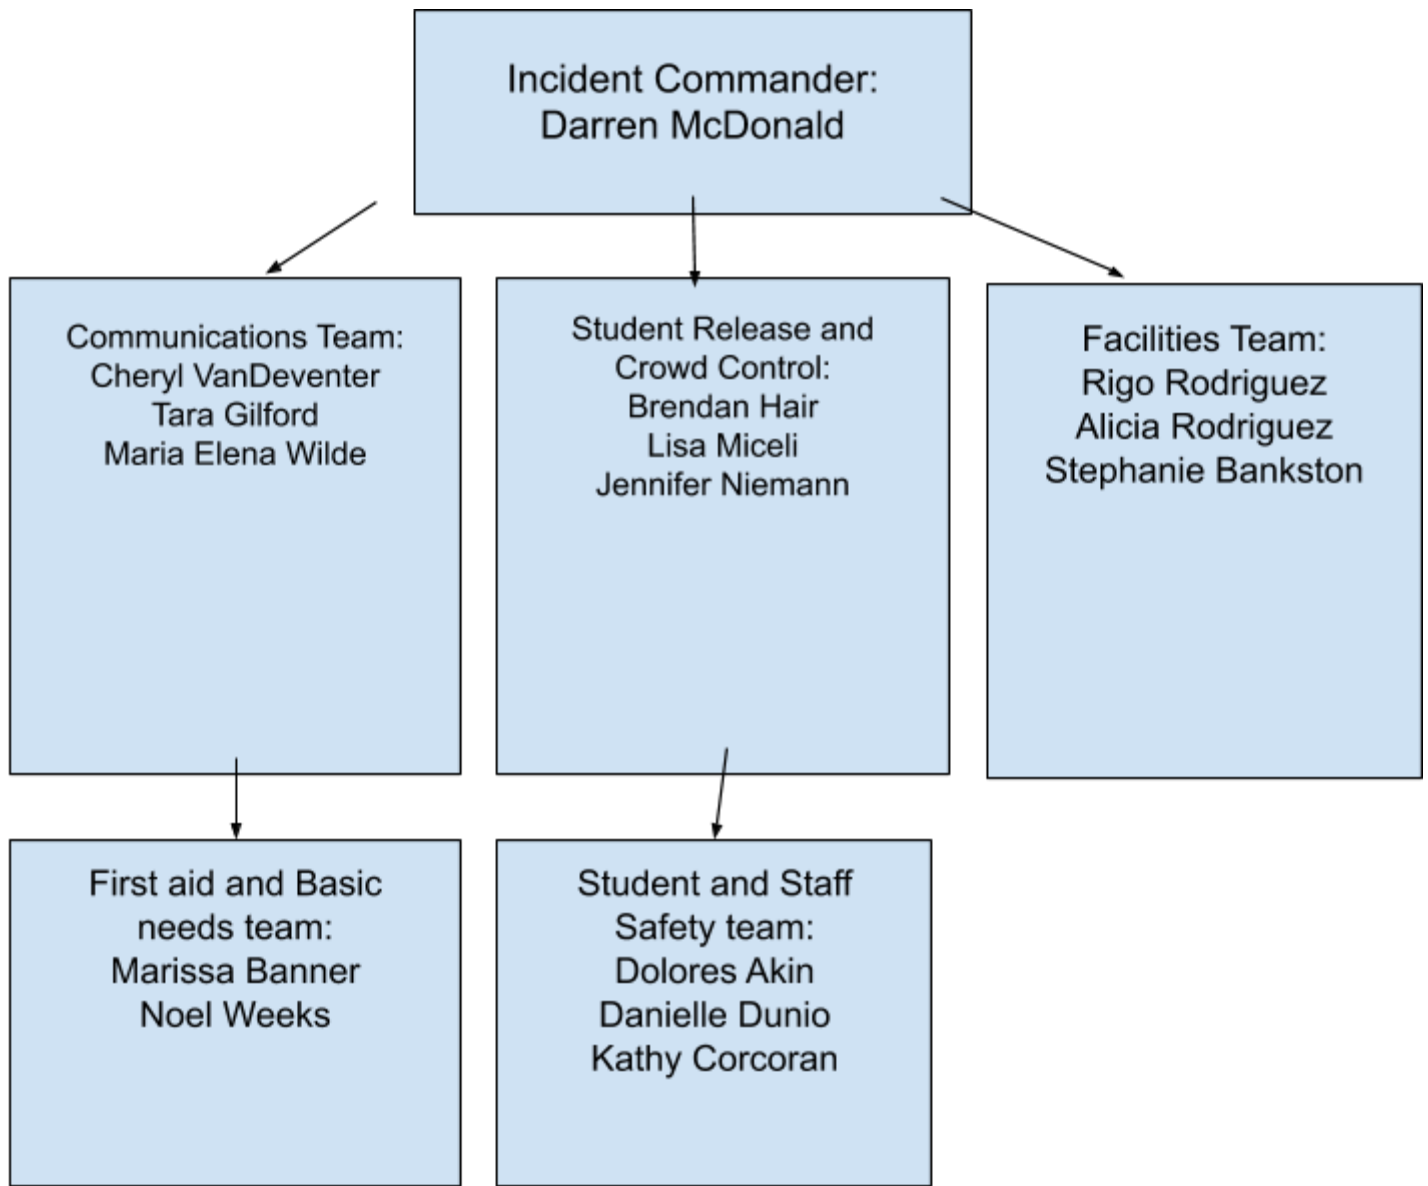 Incident Commander:
Darren McDonald
Communications Team:
Cheryl VanDeventer
Tara Gilford
Maria Elena Wilde
Student Release and
Crowd Control:
Brendan Hair
Lisa Miceli
Jennifer Niemann
Facilities Team:
Rigo Rodriguez
Alicia Rodriguez
Stephanie Bankston
First aid and Basic
needs team:
Marissa Banner
Noel Weeks
Student and Staff
Safety team:
Dolores Akin
Danielle Dunio
Kathy Corcoran